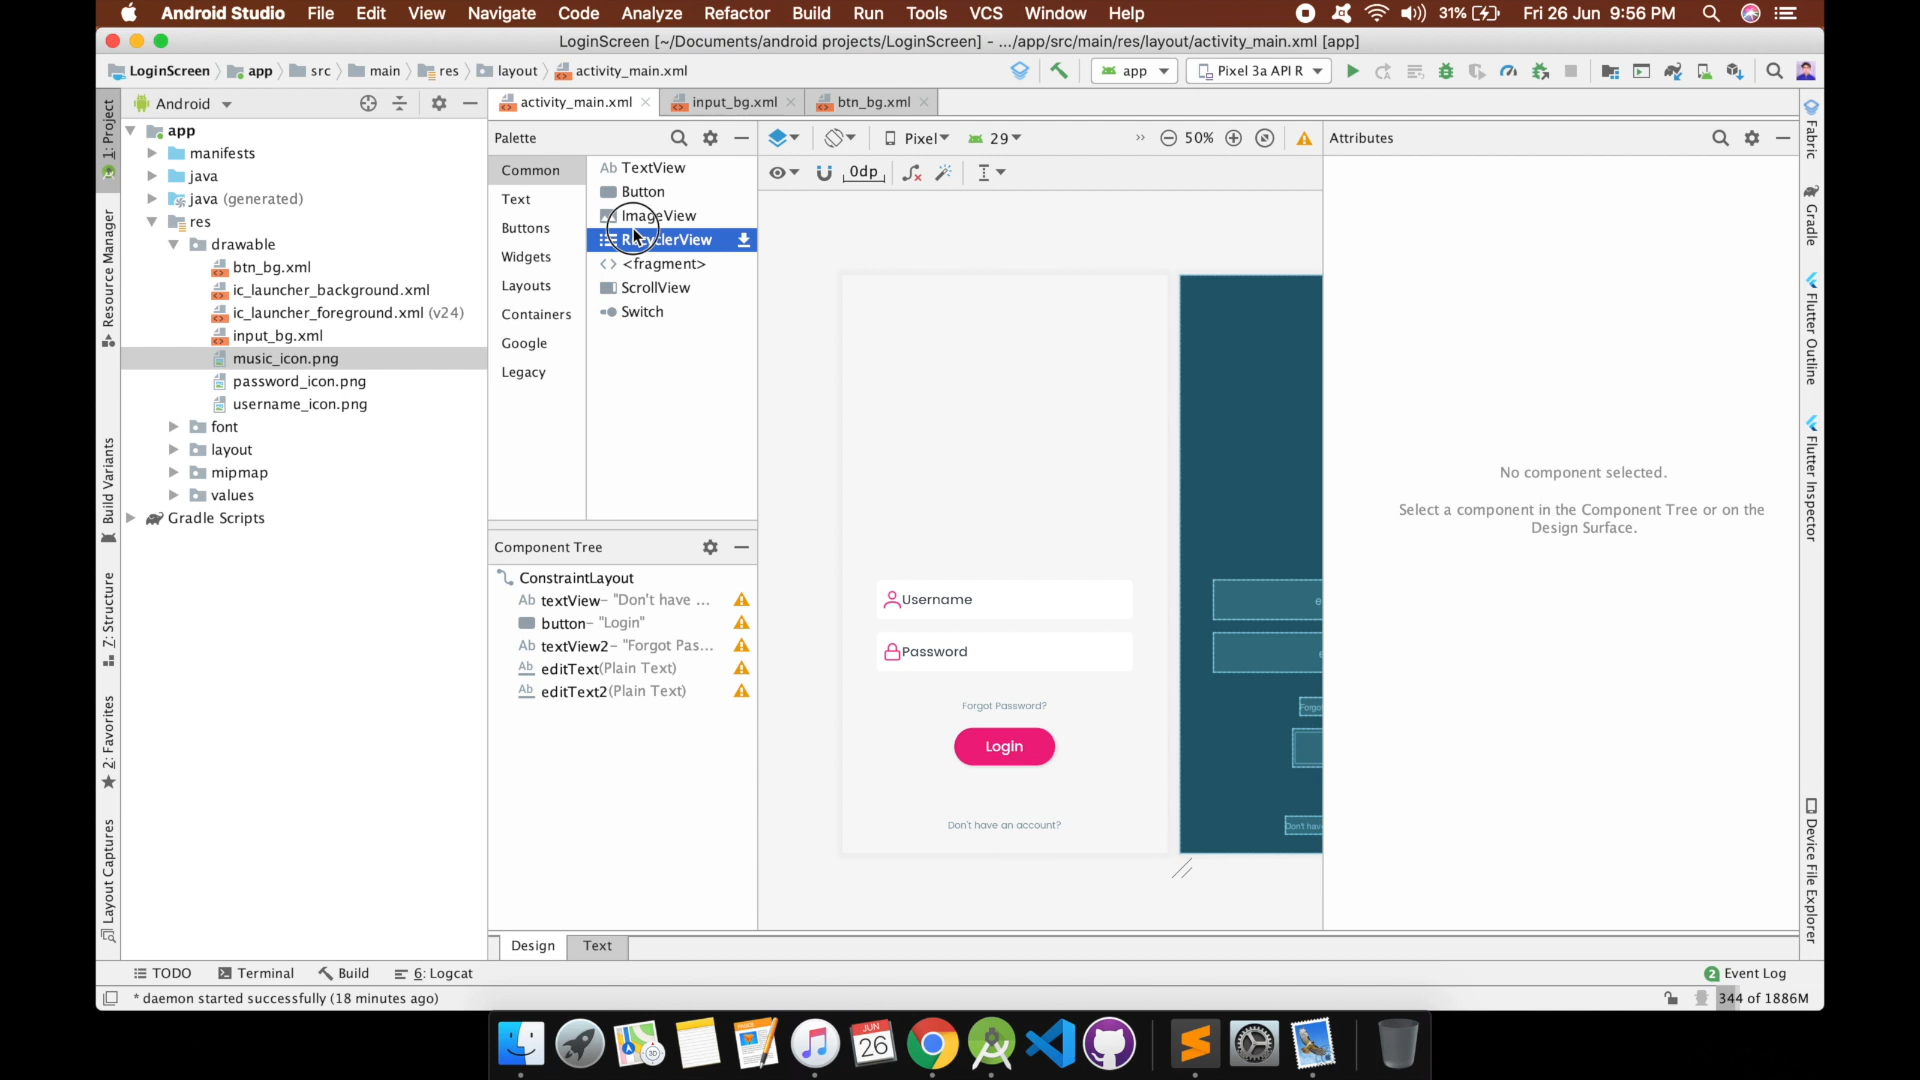 Android Studio File Edit View Navigate Code Analyze Refactor Build Run Tools VCS Window Help 31% Fri 26 Jun 9:56 PM
LoginScreen [~/Documents/android projects/LoginScreen] - .../app/src/main/res/layout/activity_main.xml [app]
LoginScreen app src main res layout activity_main.xml app Pixel 3a API R
1: Project
Resource Manager
Build Variants
Z: Structure
2: Favorites
Layout Captures
Android
app
manifests
java
java (generated)
res
drawable
btn_bg.xml
ic_launcher_background.xml
ic_launcher_foreground.xml (v24)
input_bg.xml
music_icon.png
password_icon.png
username_icon.png
font
layout
mipmap
values
Gradle Scripts
activity_main.xml input_bg.xml btn_bg.xml
Palette
Common
Text
Buttons
Widgets
Layouts
Containers
Google
Legacy
Ab TextView
Button
ImageView
RecyclerView
<> <fragment>
ScrollView
Switch
Component Tree
ConstraintLayout
Ab textView- "Don't have ...
button- "Login"
Ab textView2- "Forgot Pas...
Ab editText(Plain Text)
Ab editText2(Plain Text)
Pixel 29 >> 50%
0dp
Username
Password
Forgot Password?
Login
Don't have an account?
e
e
Forgo
Don't hav
Attributes
No component selected.
Select a component in the Component Tree or on the
Design Surface.
Fabric
Gradle
Flutter Outline
Flutter Inspector
Device File Explorer
Design Text
TODO Terminal Build 6: Logcat 2 Event Log
* daemon started successfully (18 minutes ago) 344 of 1886M
JUN
26
3D